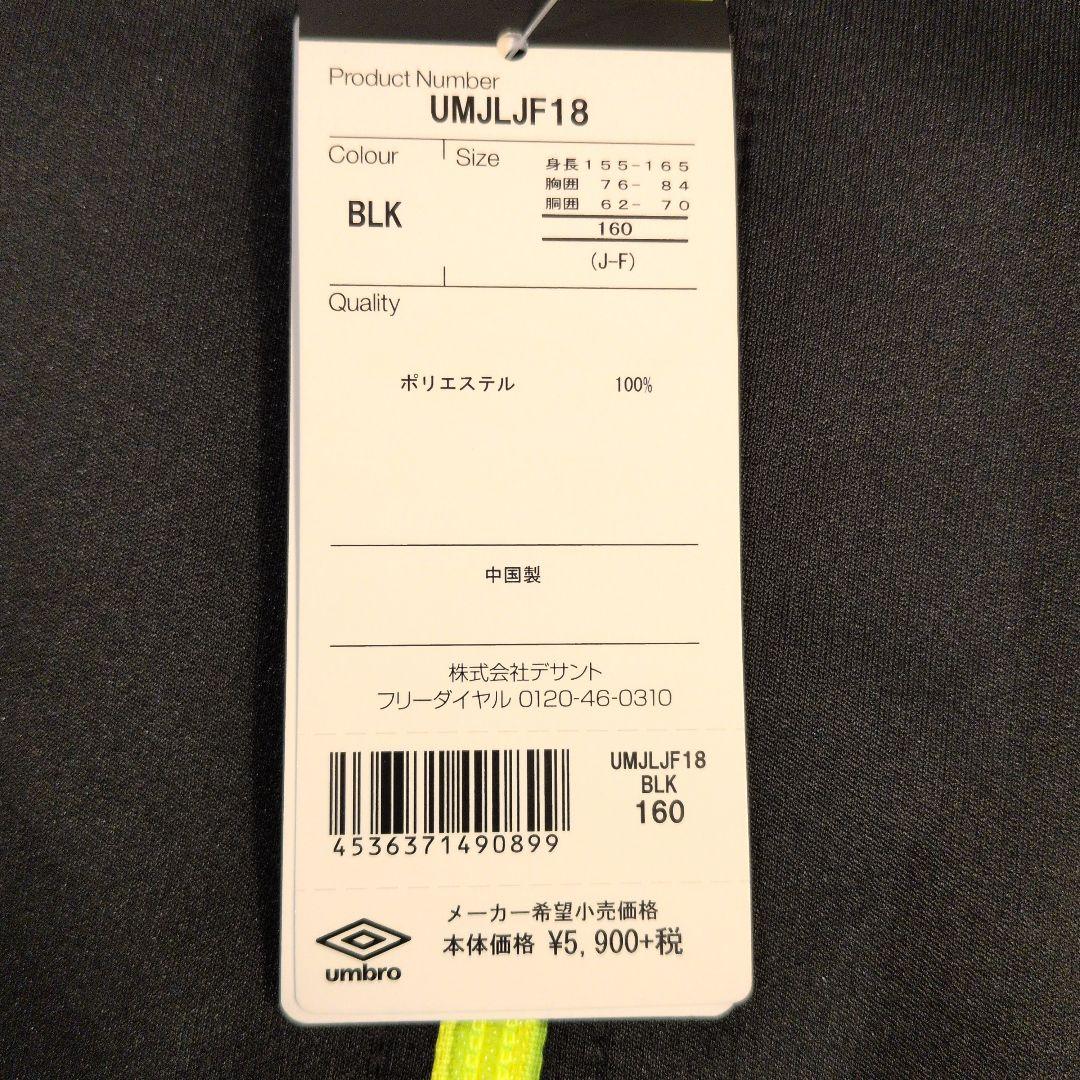 Product Number
UMJLJF18
Colour
Size
身長155-165
胸囲 76- 84
胴囲 62- 70
BLK
160
(J-F)
Quality
ポリエステル 100%
中国製
株式会社デサント
フリーダイヤル 0120-46-0310
UMJLJF18
BLK
160
4536371490899
メーカー希望小売価格
本体価格 ¥5,900+税
umbro